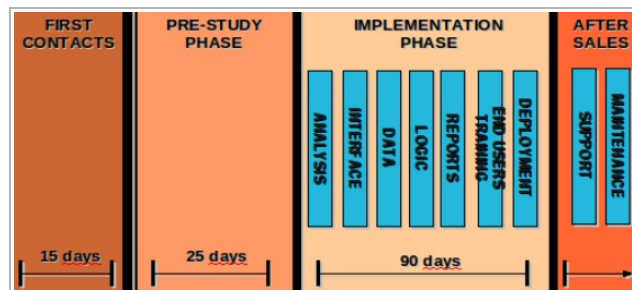 FIRST
CONTACTS
PRE-STUDY
PHASE
IMPLEMENTATION
PHASE
AFTER
SALES
ANALYSIS
INTERFACE
DATA
LOGIC
REPORTS
END USERS
TRAINING
DEPLOYMENT
SUPPORT
MAINTENANCE
15 days
25 days
90 days